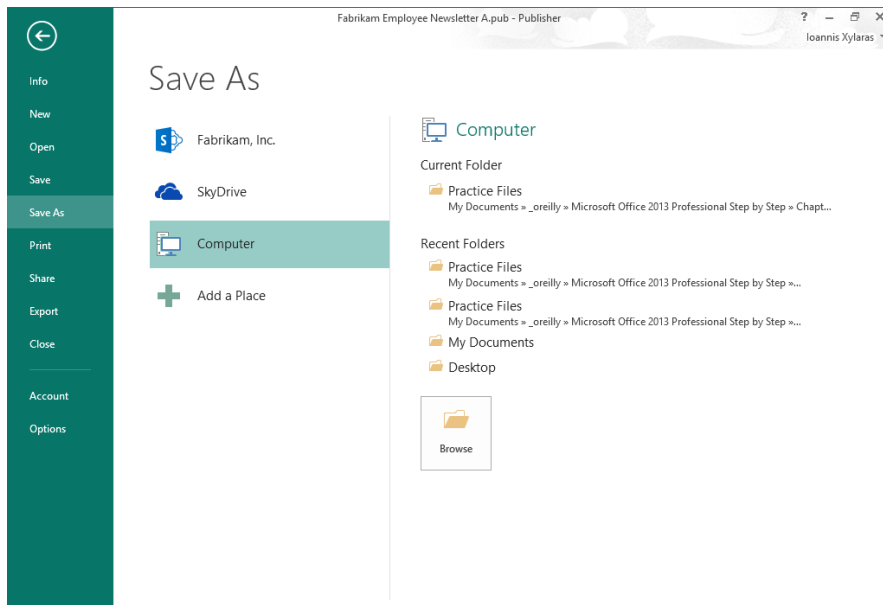 Fabrikam Employee Newsletter A.pub - Publisher
?
Ioannis Xylaras
Info
New
Open
Save
Save As
Print
Share
Export
Close
Account
Options
Save As
Fabrikam, Inc.
SkyDrive
Computer
Add a Place
Computer
Current Folder
Practice Files
My Documents » _oreilly » Microsoft Office 2013 Professional Step by Step » Chapt...
Recent Folders
Practice Files
My Documents » _oreilly » Microsoft Office 2013 Professional Step by Step »...
Practice Files
My Documents » _oreilly » Microsoft Office 2013 Professional Step by Step »...
My Documents
Desktop
Browse